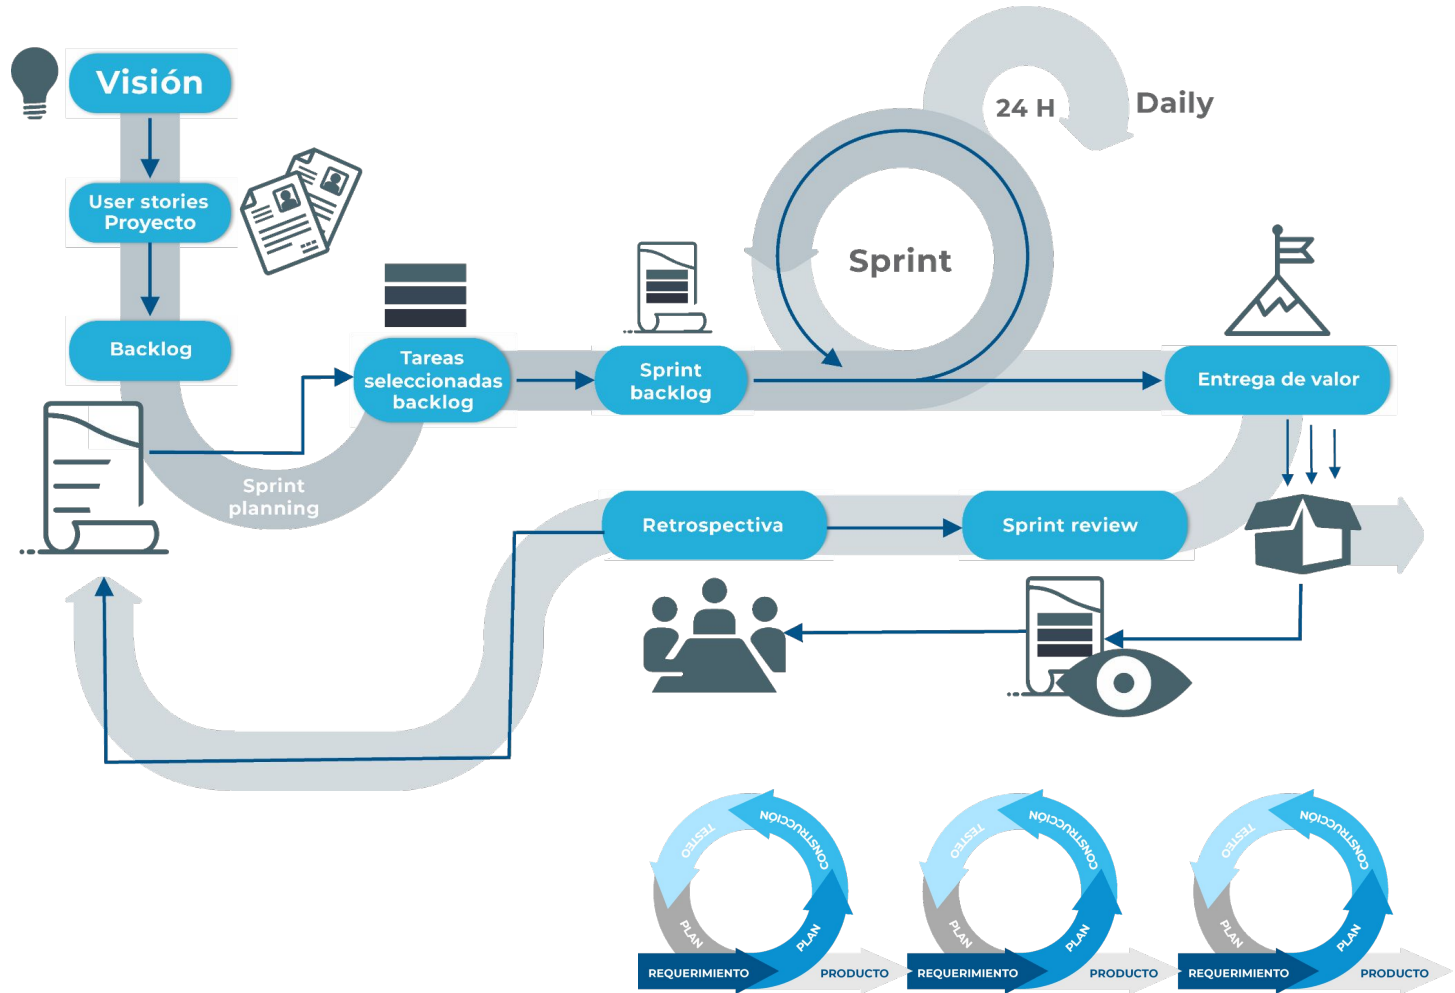 Visión
24 H
Daily
User stories
Proyecto
Sprint
Backlog
Tareas
seleccionadas
backlog
Sprint
backlog
Entrega de valor
Sprint
planning
Retrospectiva
Sprint review
TESTEO
CONSTRUCCIÓN
PLAN
PLAN
REQUERIMIENTO
PRODUCTO
TESTEO
CONSTRUCCIÓN
PLAN
PLAN
REQUERIMIENTO
PRODUCTO
TESTEO
CONSTRUCCIÓN
PLAN
PLAN
REQUERIMIENTO
PRODUCTO